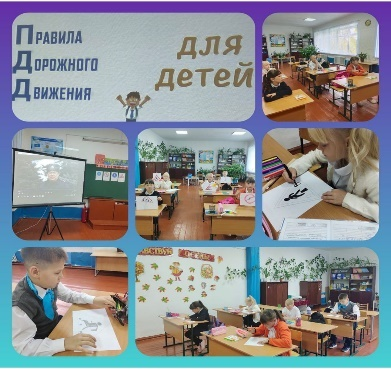 Правила
Дорожного
Движения
для
детей